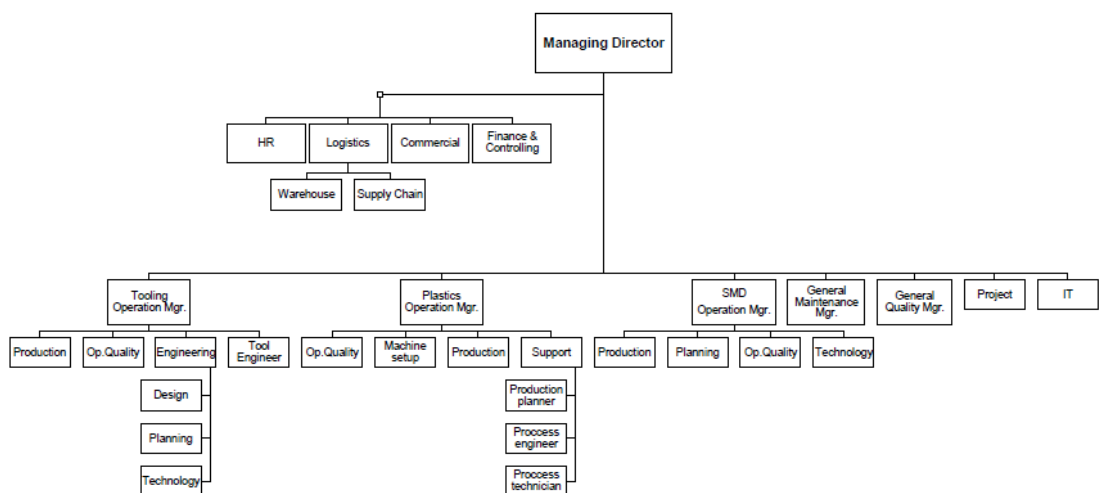 Managing Director
HR
Logistics
Commercial
Finance &
Controlling
Warehouse
Supply Chain
Tooling
Operation Mgr.
Plastics
Operation Mgr.
SMD
Operation Mgr.
General
Maintenance
Mgr.
General
Quality Mgr.
Project
IT
Production
Op.Quality
Engineering
Tool
Engineer
Op.Quality
Machine
setup
Production
Support
Production
Planning
Op.Quality
Technology
Design
Planning
Technology
Production
planner
Proccess
engineer
Proccess
technician